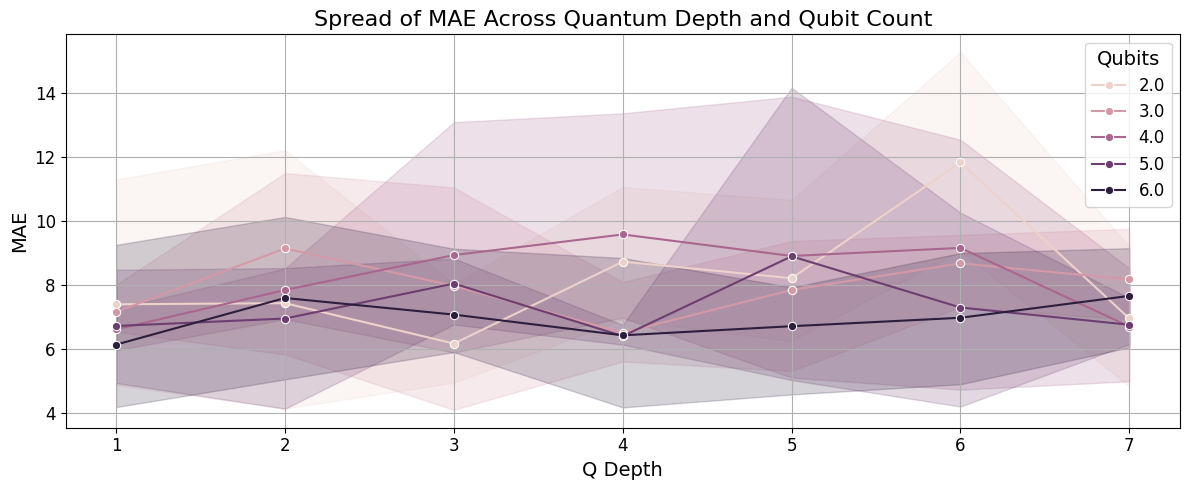 Spread of MAE Across Quantum Depth and Qubit Count
MAE
14
12
10
8
6
4
1 2 3 4 5 6 7
Q Depth
Qubits
2.0
3.0
4.0
5.0
6.0